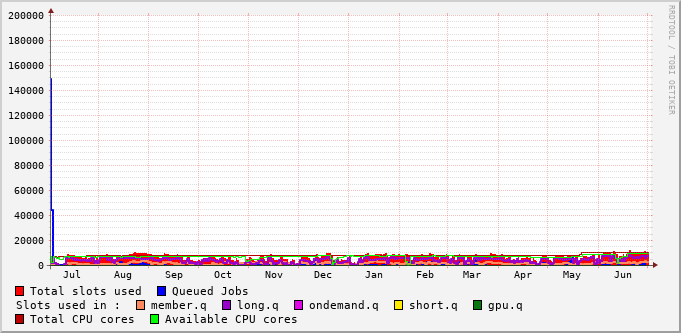 200000
180000
160000
140000
120000
100000
80000
60000
40000
20000
0
Jul Aug Sep Oct Nov Dec Jan Feb Mar Apr May Jun
Total slots used Queued Jobs
Slots used in : member.q long.q ondemand.q short.q gpu.q
Total CPU cores Available CPU cores
RRDTOOL / TOBI OETIKER